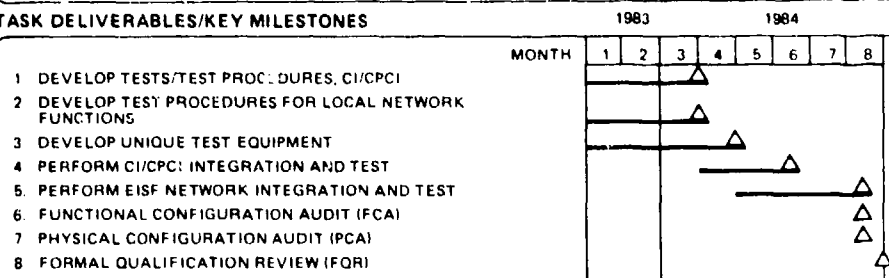 TASK DELIVERABLES/KEY MILESTONES 1983 1984
MONTH 1 2 3 4 5 6 7 8
1 DEVELOP TESTS/TEST PROCEDURES, CI/CPCI
2 DEVELOP TEST PROCEDURES FOR LOCAL NETWORK
FUNCTIONS
3 DEVELOP UNIQUE TEST EQUIPMENT
4 PERFORM CI/CPCI INTEGRATION AND TEST
5. PERFORM EISF NETWORK INTEGRATION AND TEST
6. FUNCTIONAL CONFIGURATION AUDIT (FCA)
7 PHYSICAL CONFIGURATION AUDIT (PCA)
8 FORMAL QUALIFICATION REVIEW (FQR)